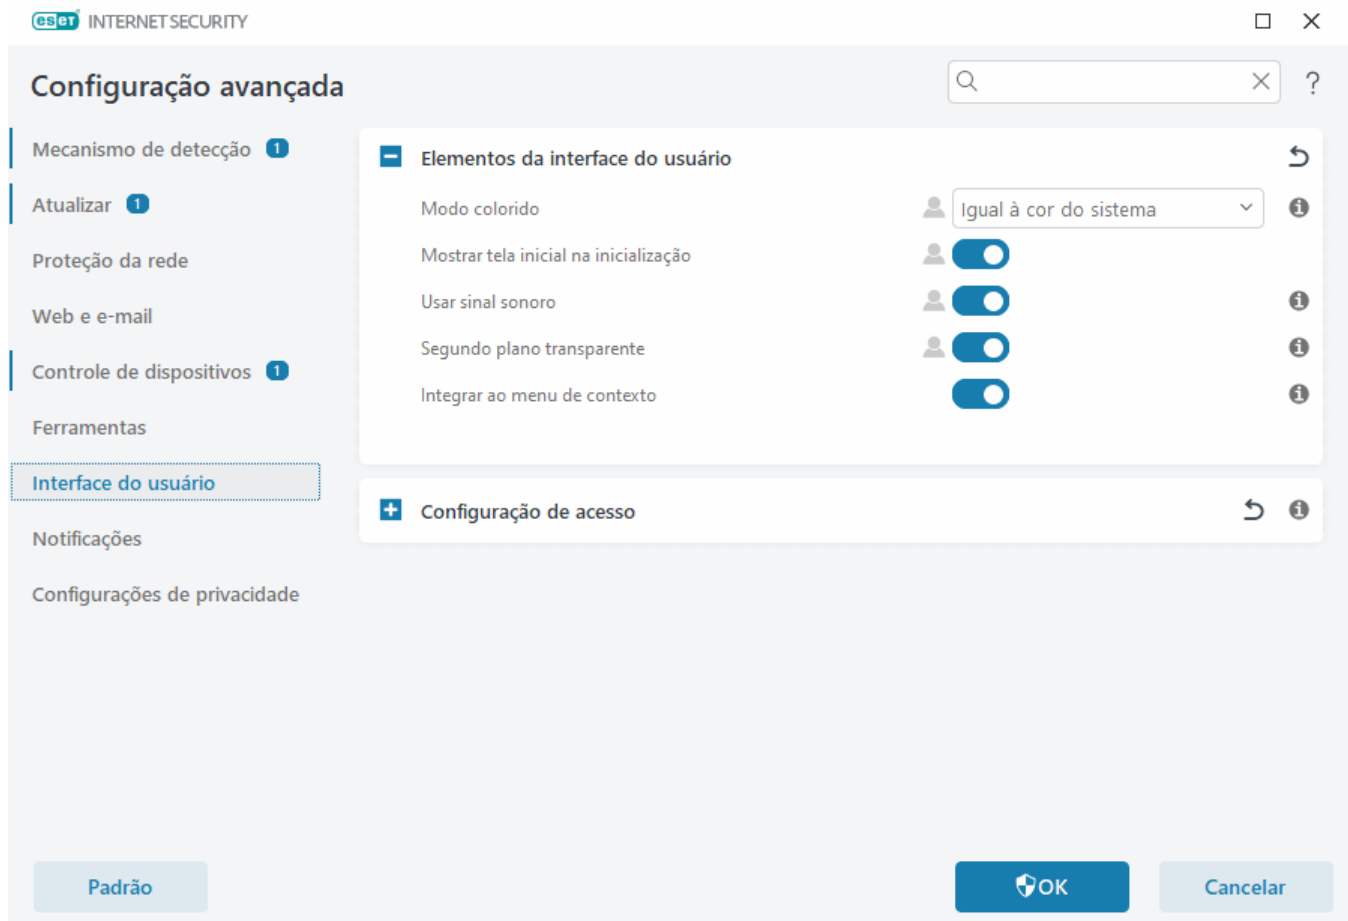 eset INTERNET SECURITY
Configuração avançada
?
Mecanismo de detecção 1
Atualizar 1
Proteção da rede
Web e e-mail
Controle de dispositivos 1
Ferramentas
Interface do usuário
Notificações
Configurações de privacidade
Elementos da interface do usuário
Modo colorido
Igual à cor do sistema
Mostrar tela inicial na inicialização
Usar sinal sonoro
Segundo plano transparente
Integrar ao menu de contexto
Configuração de acesso
Padrão
OK
Cancelar